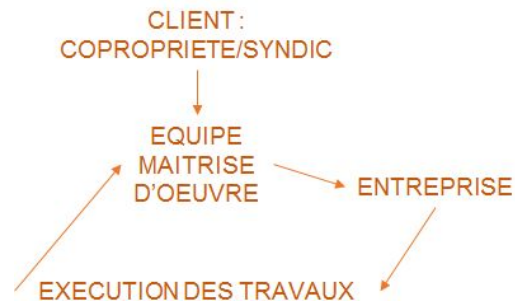 CLIENT :
COPROPRIETE/SYNDIC
EQUIPE
MAITRISE
D'OEUVRE
ENTREPRISE
EXECUTION DES TRAVAUX